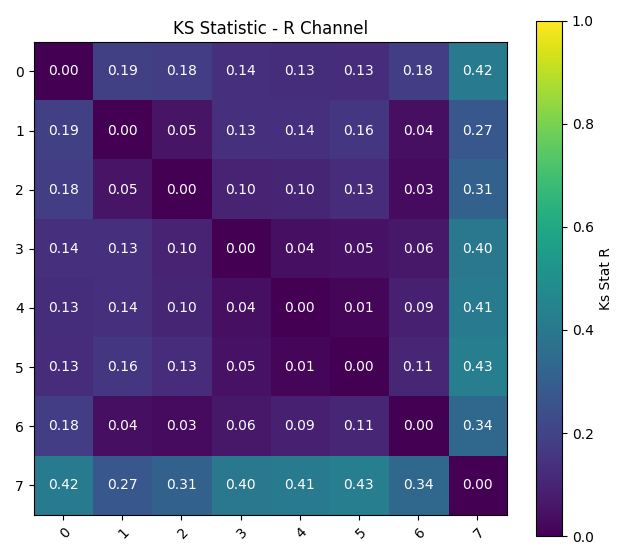 KS Statistic - R Channel
0 0.00 0.19 0.18 0.14 0.13 0.13 0.18 0.42
1 0.19 0.00 0.05 0.13 0.14 0.16 0.04 0.27
2 0.18 0.05 0.00 0.10 0.10 0.13 0.03 0.31
3 0.14 0.13 0.10 0.00 0.04 0.05 0.06 0.40
4 0.13 0.14 0.10 0.04 0.00 0.01 0.09 0.41
5 0.13 0.16 0.13 0.05 0.01 0.00 0.11 0.43
6 0.18 0.04 0.03 0.06 0.09 0.11 0.00 0.34
7 0.42 0.27 0.31 0.40 0.41 0.43 0.34 0.00
0 1 2 3 4 5 6 7
1.0
0.8
0.6
0.4
0.2
0.0
Ks Stat R